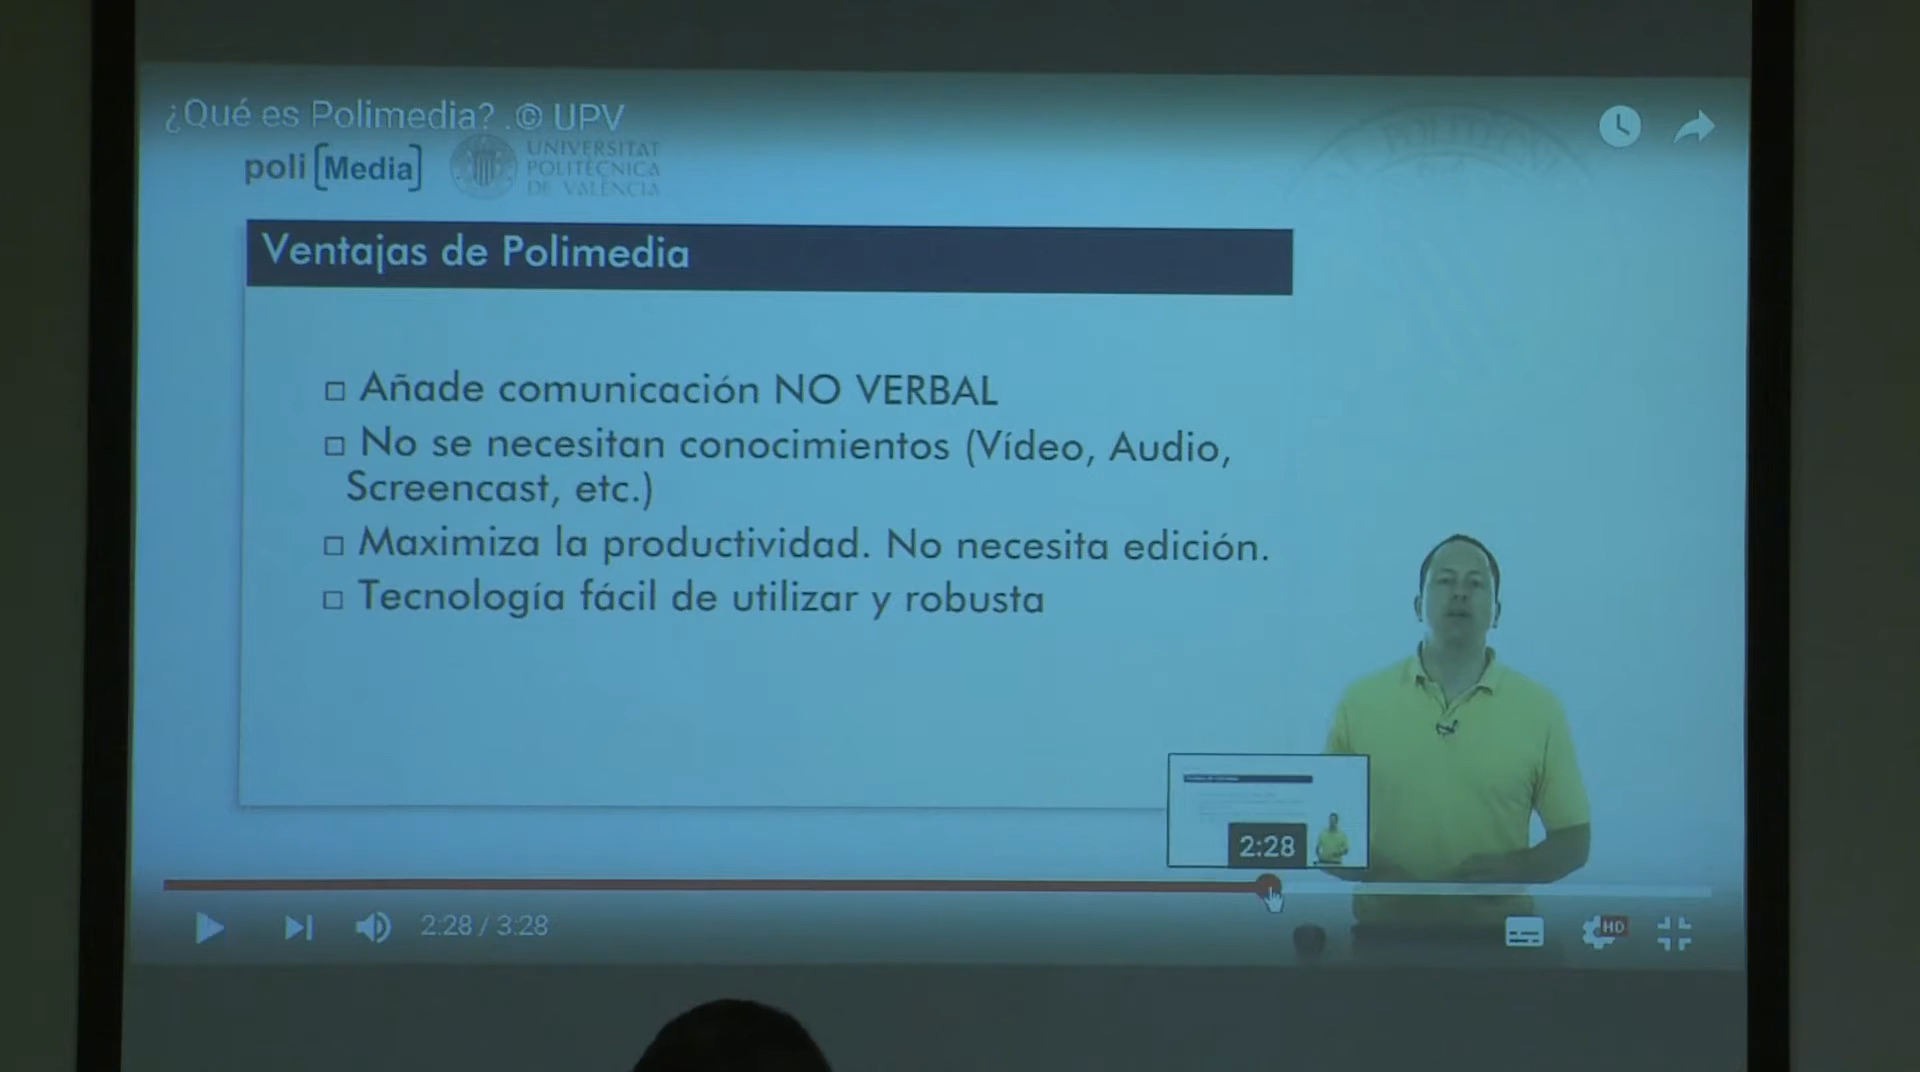 ¿Qué es Polimedia? .© UPV
poli [Media]
UNIVERSITAT
POLITÈCNICA
DE VALÈNCIA
POLITÈCNI
Ventajas de Polimedia
□ Añade comunicación NO VERBAL
□ No se necesitan conocimientos (Vídeo, Audio,
Screencast, etc.)
□ Maximiza la productividad. No necesita edición.
□ Tecnología fácil de utilizar y robusta
2:28
2:28 / 3:28
HD